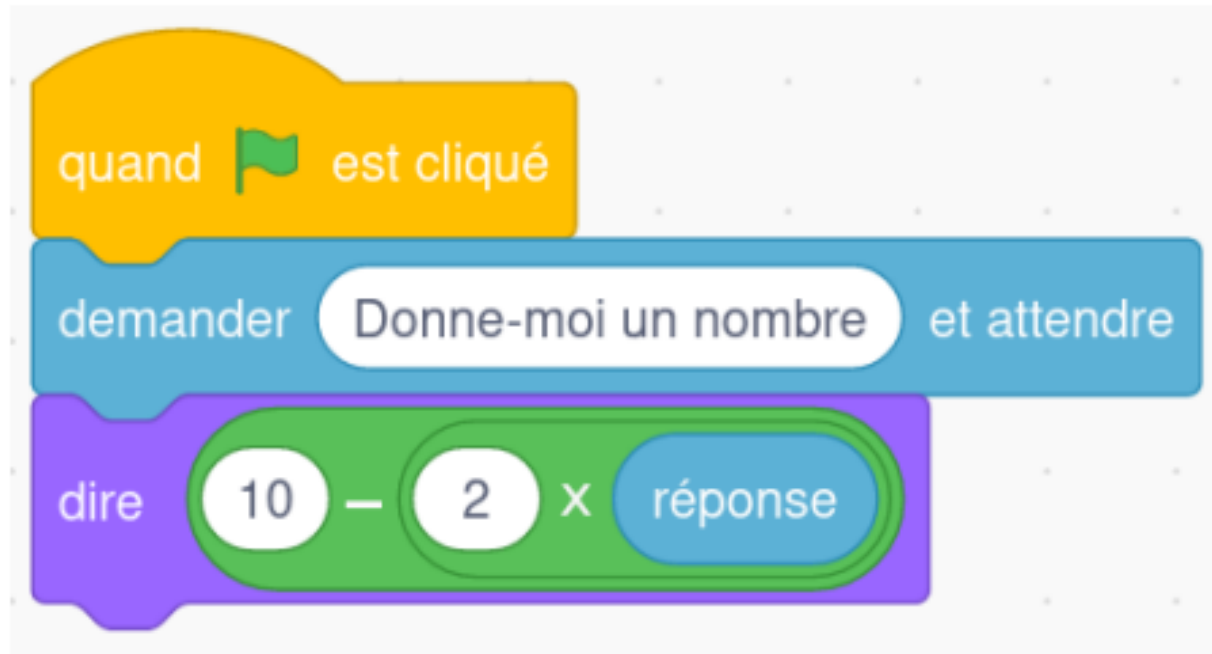 quand est cliqué
demander Donne-moi un nombre et attendre
dire 10 – 2 x réponse